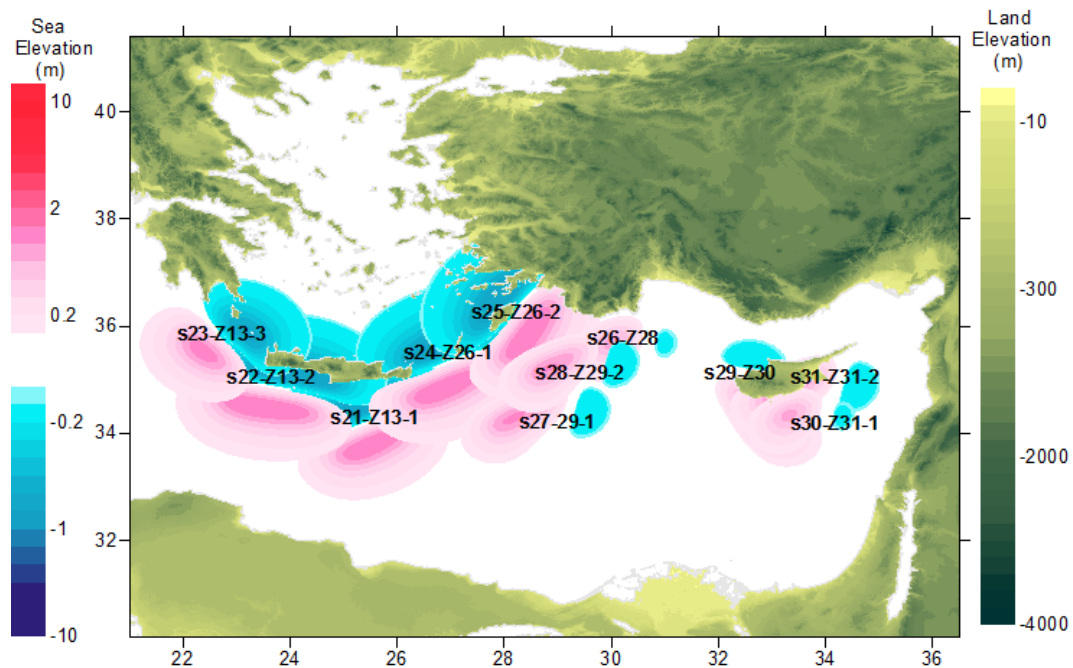 Sea
Elevation
(m)
10
2
0.2
-0.2
-1
-10
Land
Elevation
(m)
-10
-300
-2000
-4000
40
38
36
34
32
22
24
26
28
30
32
34
36
s25-Z26-2
s23-Z13-3
s26-Z28
s24-Z26-1
s22-Z13-2
s28-Z29-2
s29-Z30
s31-Z31-2
s21-Z13-1
s27-29-1
s30-Z31-1